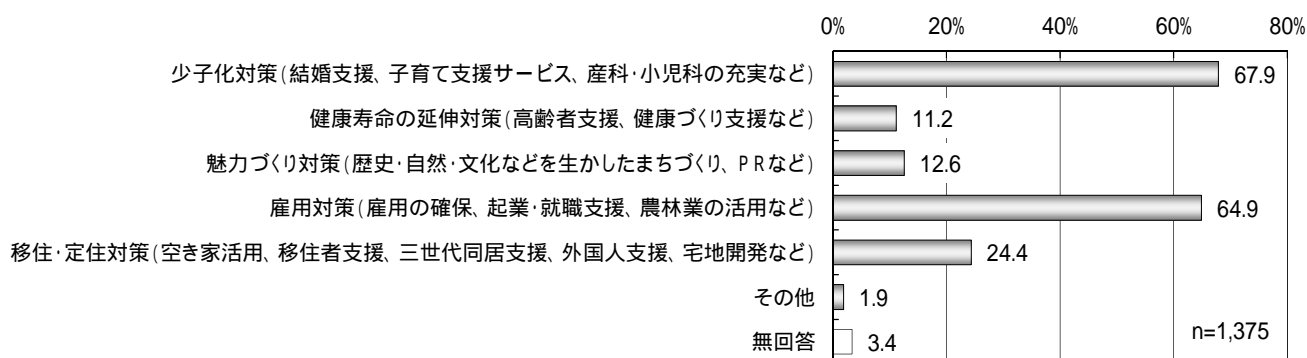 0% 20% 40% 60% 80%
少子化対策(結婚支援、子育て支援サービス、産科・小児科の充実など) 67.9
健康寿命の延伸対策(高齢者支援、健康づくり支援など) 11.2
魅力づくり対策(歴史・自然・文化などを生かしたまちづくり、PRなど) 12.6
雇用対策(雇用の確保、起業・就職支援、農林業の活用など) 64.9
移住・定住対策(空き家活用、移住者支援、三世代同居支援、外国人支援、宅地開発など) 24.4
その他 1.9
無回答 3.4 n=1,375